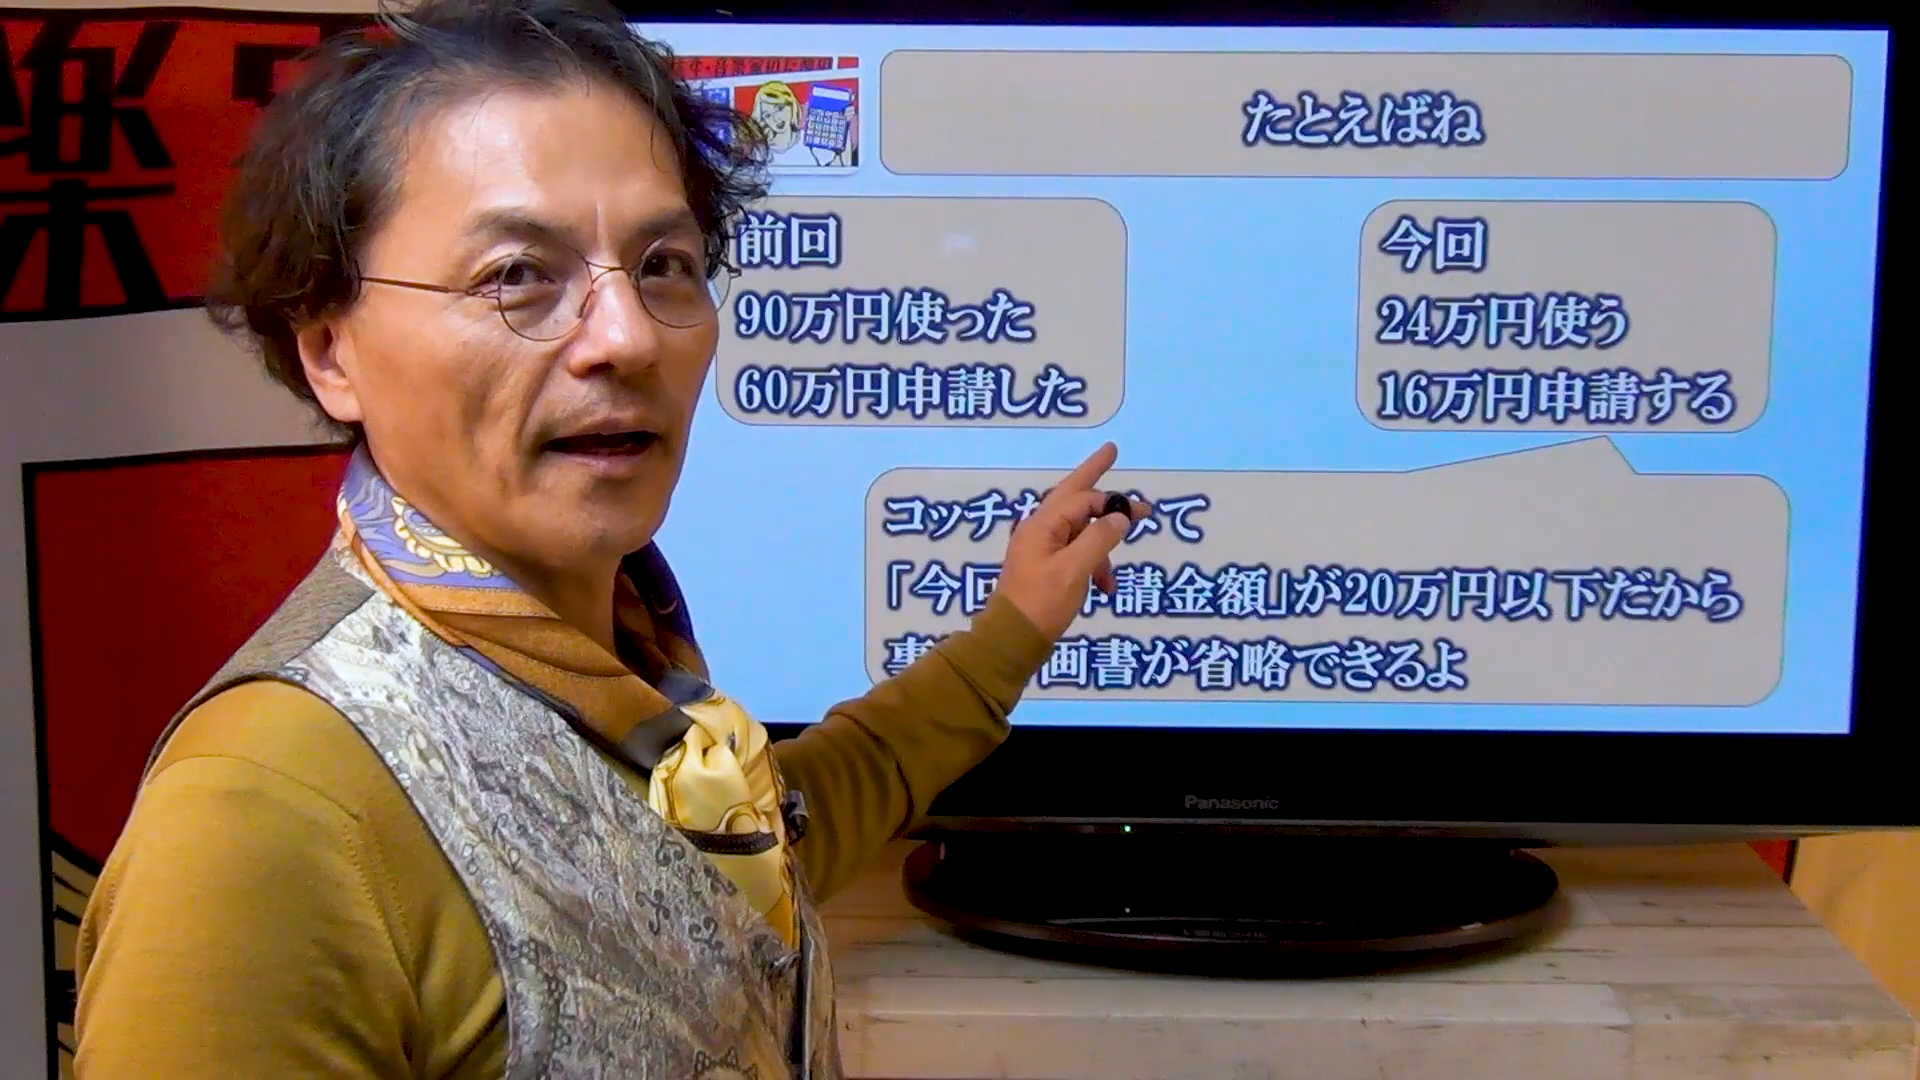 楽
たとえばね
前回
90万円使った
60万円申請した
今回
24万円使う
16万円申請する
コッチ
て
「今回
申請金額」が20万円以下だから
画書が省略できるよ
Panasonic